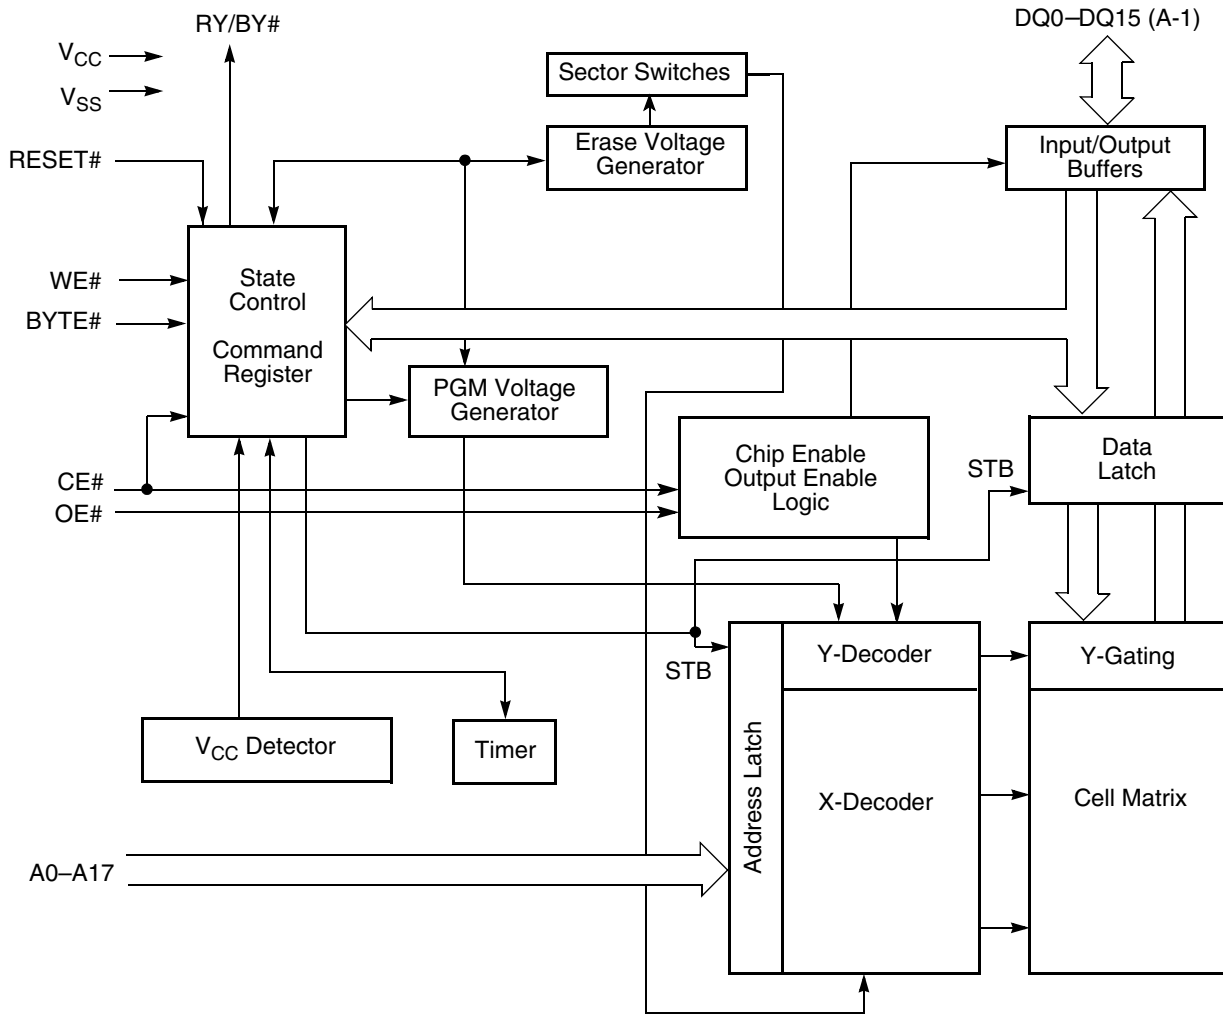 RY/BY#
DQ0–DQ15 (A-1)
VCC
VSS
Sector Switches
RESET#
Erase Voltage
Generator
Input/Output
Buffers
WE#
BYTE#
State
Control
Command
Register
PGM Voltage
Generator
CE#
OE#
Chip Enable
Output Enable
Logic
STB
Data
Latch
STB
Y-Decoder
Y-Gating
VCC Detector
Timer
Address Latch
X-Decoder
Cell Matrix
A0–A17